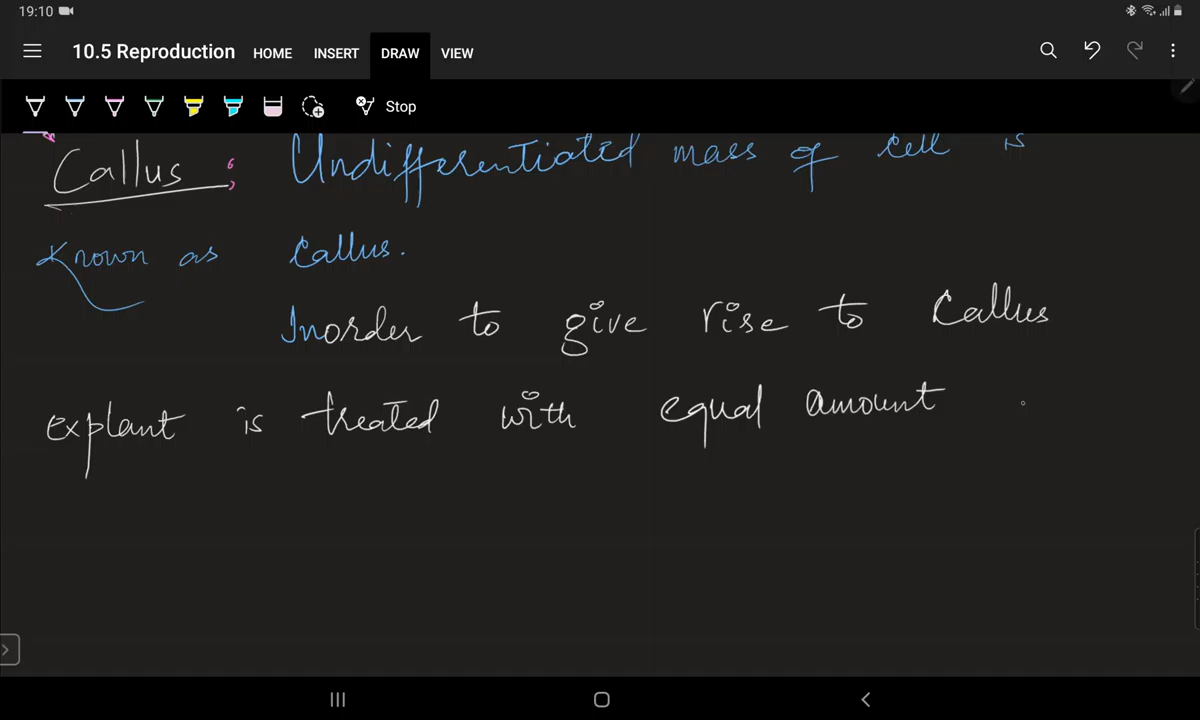 19:10
10.5 Reproduction HOME INSERT DRAW VIEW
Stop
Callus : Undifferentiated mass of cell is
Known as Callus.
Inorder to give rise to Callus
explant is treated with equal amount